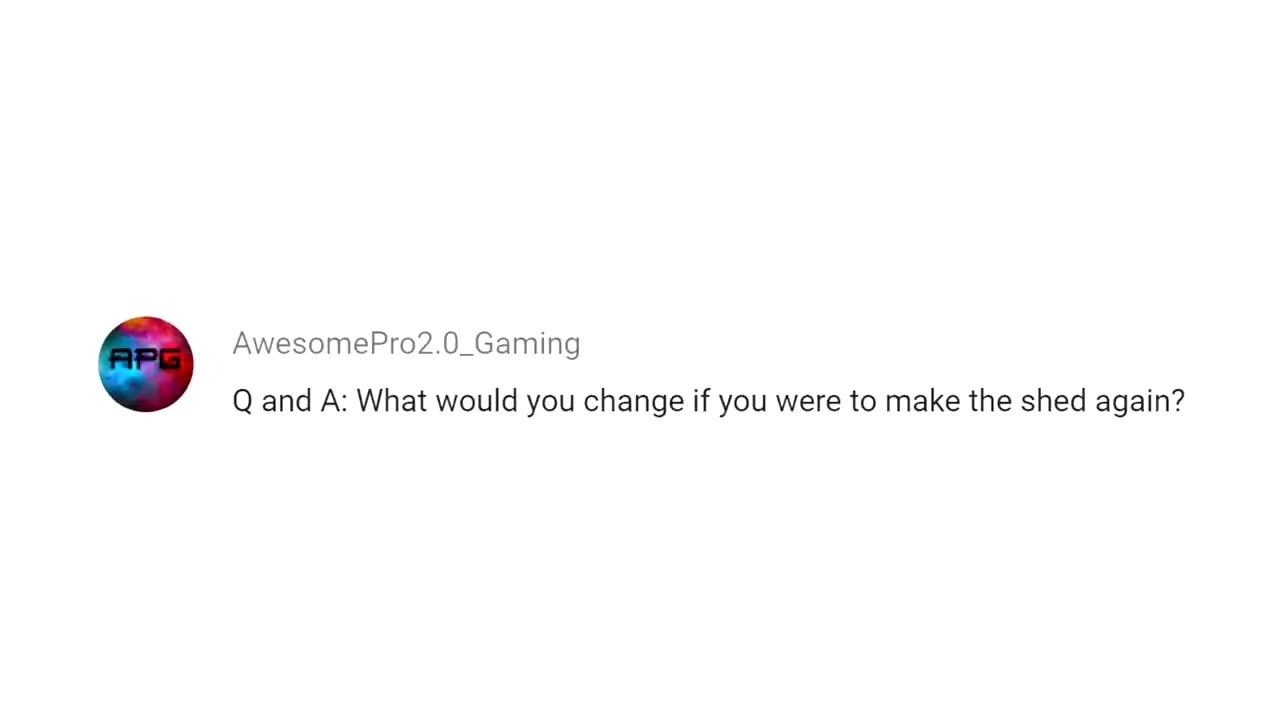 APG
AwesomePro2.0_Gaming
Q and A: What would you change if you were to make the shed again?